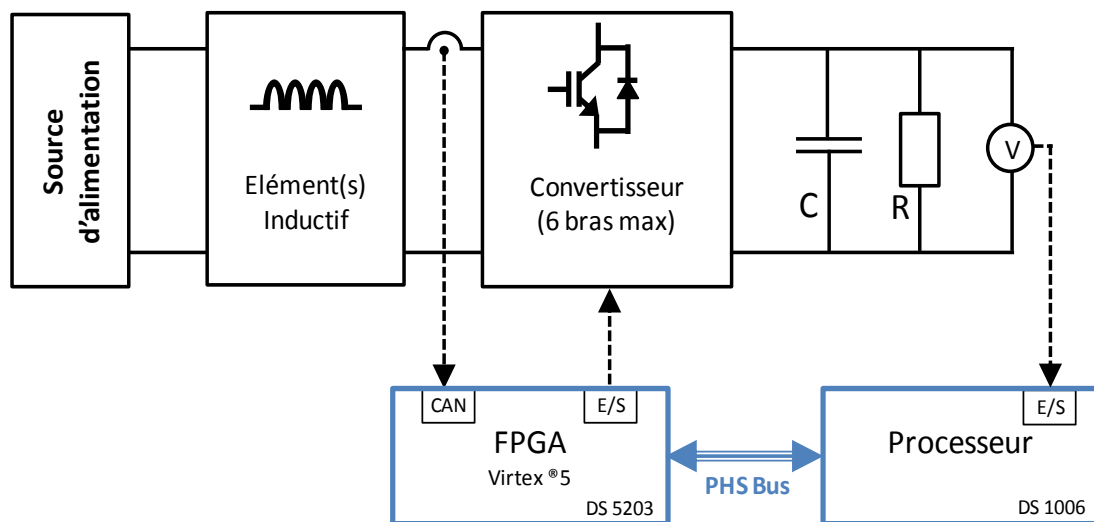 Source
d'alimentation
Elément(s)
Inductif
Convertisseur
(6 bras max)
C
R
V
CAN
E/S
FPGA
Virtex ®5
DS 5203
PHS Bus
E/S
Processeur
DS 1006